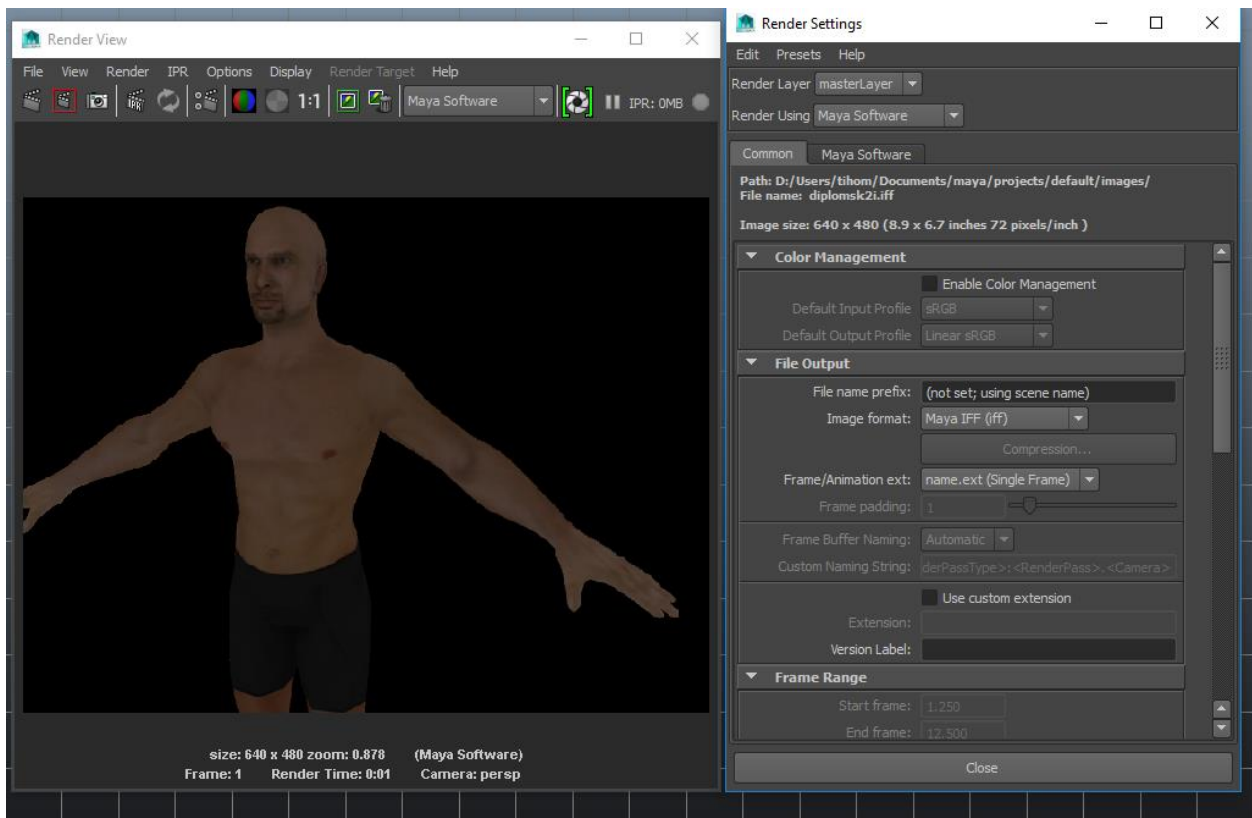 Render View
File View Render IPR Options Display Render Target Help
IPR 1:1 Maya Software IPR: 0MB
size: 640 x 480 zoom: 0.878 (Maya Software)
Frame: 1 Render Time: 0:01 Camera: persp
Render Settings
Edit Presets Help
Render Layer masterLayer
Render Using Maya Software
Common Maya Software
Path: D:/Users/tihom/Documents/maya/projects/default/images/
File name: diplomsk2i.iff
Image size: 640 x 480 (8.9 x 6.7 inches 72 pixels/inch )
Color Management
Enable Color Management
Default Input Profile sRGB
Default Output Profile Linear sRGB
File Output
File name prefix: (not set; using scene name)
Image format: Maya IFF (iff)
Compression...
Frame/Animation ext: name.ext (Single Frame)
Frame padding: 1
Frame Buffer Naming: Automatic
Custom Naming String: derPassType>:<RenderPass>.<Camera>
Use custom extension
Extension:
Version Label:
Frame Range
Start frame: 1.250
End frame: 12.500
Close